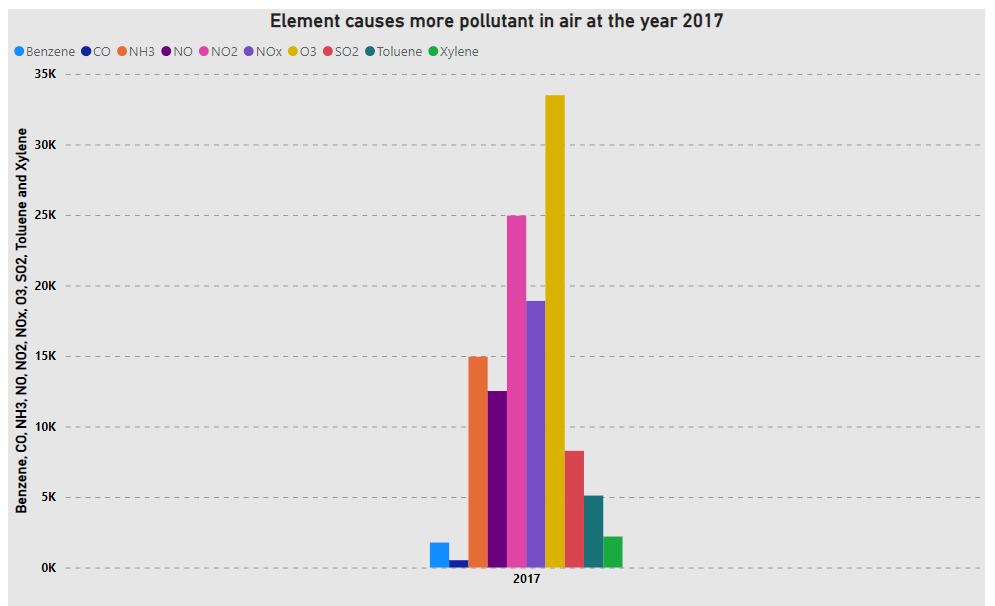 Element causes more pollutant in air at the year 2017
Benzene CO NH3 NO NO2 NOx O3 SO2 Toluene Xylene
Benzene, CO, NH3, NO, NO2, NOx, O3, SO2, Toluene and Xylene
35K
30K
25K
20K
15K
10K
5K
0K
2017